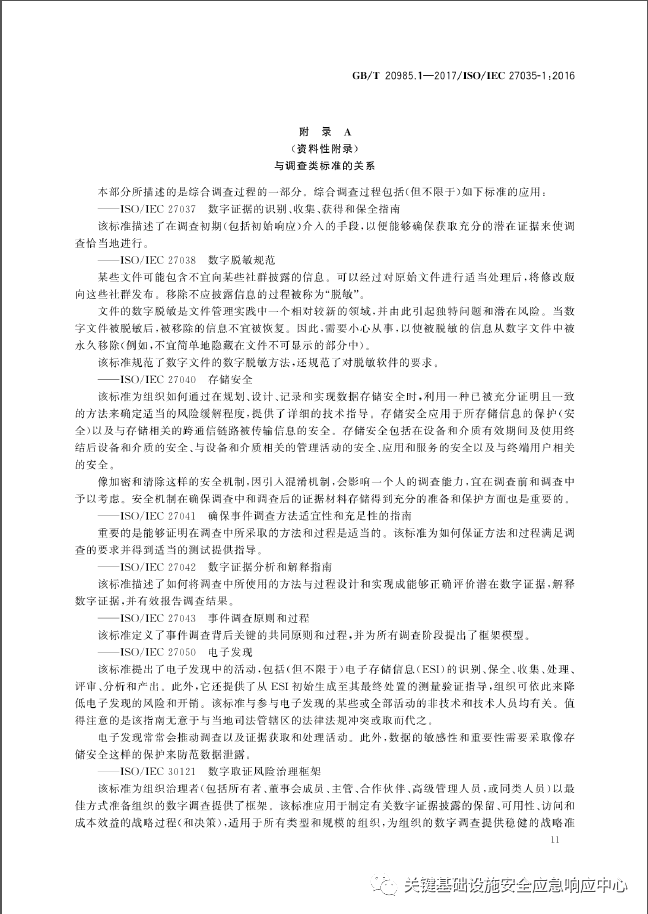 GB/T 20985.1—2017/ISO/IEC 27035-1:2016
附 录 A
(资料性附录)
与调查类标准的关系
本部分所描述的是综合调查过程的一部分。综合调查过程包括(但不限于)如下标准的应用:
——ISO/IEC 27037 数字证据的识别、收集、获得和保全指南
该标准描述了在调查初期(包括初始响应)介入的手段,以便能够确保获取充分的潜在证据来使调
查恰当地进行。
——ISO/IEC 27038 数字脱敏规范
某些文件可能包含不宜向某些社群披露的信息。可以经过对原始文件进行适当处理后,将修改版
向这些社群发布。移除不应披露信息的过程被称为“脱敏”。
文件的数字脱敏是文件管理实践中一个相对较新的领域,并由此引起独特问题和潜在风险。当数
字文件被脱敏后,被移除的信息不宜被恢复。因此,需要小心从事,以使被脱敏的信息从数字文件中被
永久移除(例如,不宜简单地隐藏在文件不可显示的部分中)。
该标准规范了数字文件的数字脱敏方法,还规范了对脱敏软件的要求。
——ISO/IEC 27040 存储安全
该标准为组织如何通过在规划、设计、记录和实现数据存储安全时,利用一种已被充分证明且一致
的方法来确定适当的风险缓解程度,提供了详细的技术指导。存储安全应用于所存储信息的保护(安
全)以及与存储相关的跨通信链路被传输信息的安全。存储安全包括在设备和介质有效期间及使用终
结后设备和介质的安全、与设备和介质相关的管理活动的安全、应用和服务的安全以及与终端用户相关
的安全。
像加密和清除这样的安全机制,因引入混淆机制,会影响一个人的调查能力,宜在调查前和调查中
予以考虑。安全机制在确保调查中和调查后的证据材料存储得到充分的准备和保护方面也是重要的。
——ISO/IEC 27041 确保事件调查方法适宜性和充足性的指南
重要的是能够证明在调查中所采取的方法和过程是适当的。该标准为如何保证方法和过程满足调
查的要求并得到适当的测试提供指导。
——ISO/IEC 27042 数字证据分析和解释指南
该标准描述了如何将调查中所使用的方法与过程设计和实现成能够正确评价潜在数字证据,解释
数字证据,并有效报告调查结果。
——ISO/IEC 27043 事件调查原则和过程
该标准定义了事件调查背后关键的共同原则和过程,并为所有调查阶段提出了框架模型。
——ISO/IEC 27050 电子发现
该标准提出了电子发现中的活动,包括(但不限于)电子存储信息(ESI)的识别、保全、收集、处理、
评审、分析和产出。此外,它还提供了从 ESI 初始生成至其最终处置的测量验证指导,组织可依此来降
低电子发现的风险和开销。该标准与参与电子发现的某些或全部活动的非技术和技术人员均有关。值
得注意的是该指南无意于与当地司法管辖区的法律法规冲突或取而代之。
电子发现常常会推动调查以及证据获取和处理活动。此外,数据的敏感性和重要性需要采取像存
储安全这样的保护来防范数据泄露。
——ISO/IEC 30121 数字取证风险治理框架
该标准为组织治理者(包括所有者、董事会成员、主管、合作伙伴、高级管理人员,或同类人员)以最
佳方式准备组织的数字调查提供了框架。该标准应用于制定有关数字证据披露的保留、可用性、访问和
成本效益的战略过程(和决策),适用于所有类型和规模的组织,为组织的数字调查提供稳健的战略准
11
关键基础设施安全应急响应中心